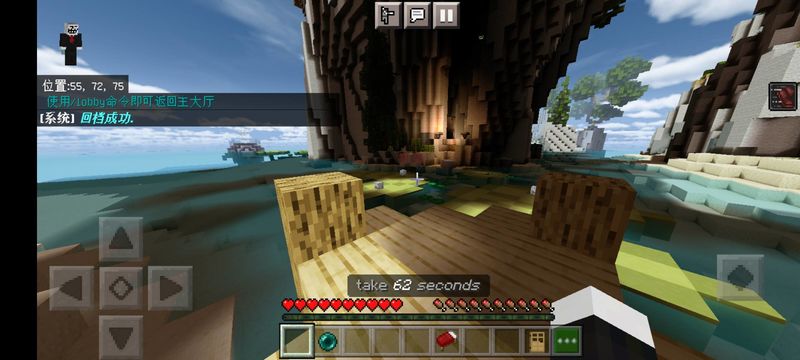 位置:55, 72, 75
使用/lobby命令即可返回主大厅
[系统] 回档成功.
take 62 seconds